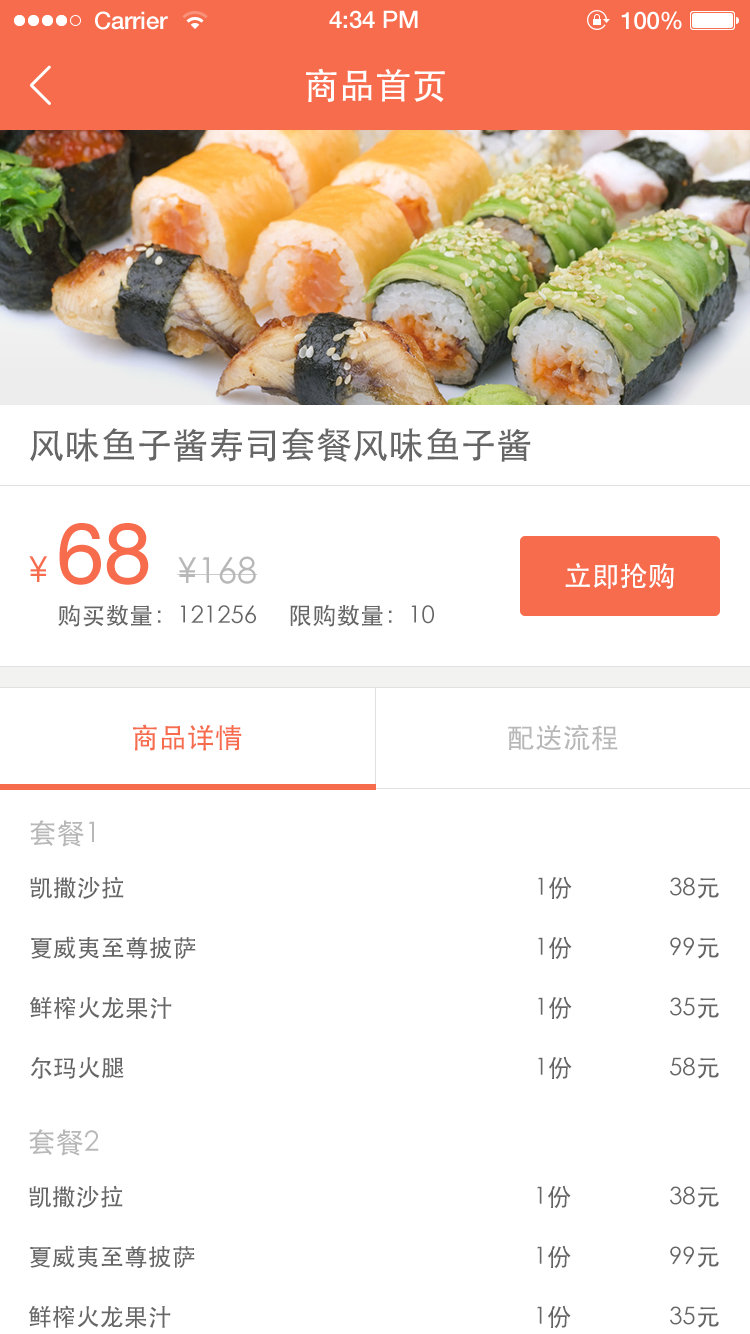 Carrier 4:34 PM 100%
商品首页
风味鱼子酱寿司套餐风味鱼子酱
¥68 ¥168 立即抢购
购买数量：121256 限购数量：10
商品详情 配送流程
套餐1
凯撒沙拉 1份 38元
夏威夷至尊披萨 1份 99元
鲜榨火龙果汁 1份 35元
尔玛火腿 1份 58元
套餐2
凯撒沙拉 1份 38元
夏威夷至尊披萨 1份 99元
鲜榨火龙果汁 1份 35元